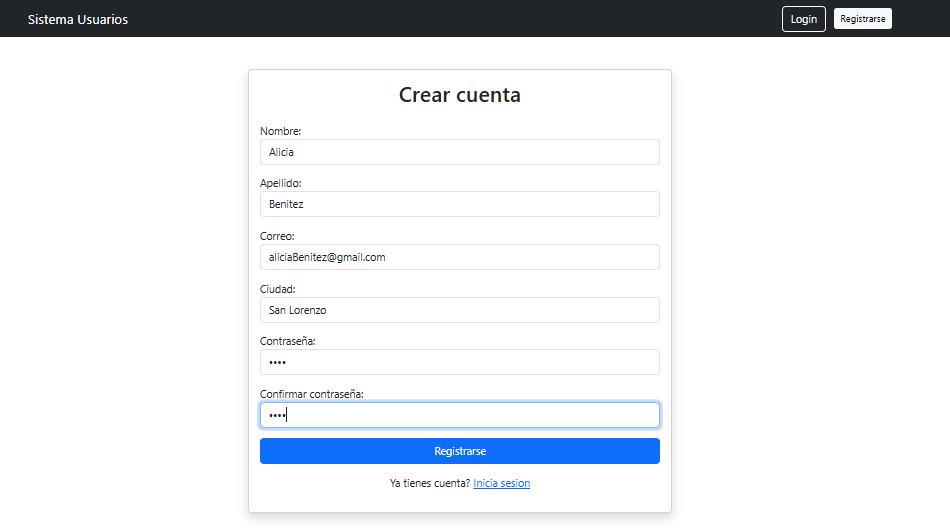 Sistema Usuarios
Login
Registrarse
Crear cuenta
Nombre:
Alicia
Apellido:
Benitez
Correo:
aliciaBenitez@gmail.com
Ciudad:
San Lorenzo
Contraseña:
••••
Confirmar contraseña:
••••
Registrarse
Ya tienes cuenta? Inicia sesion